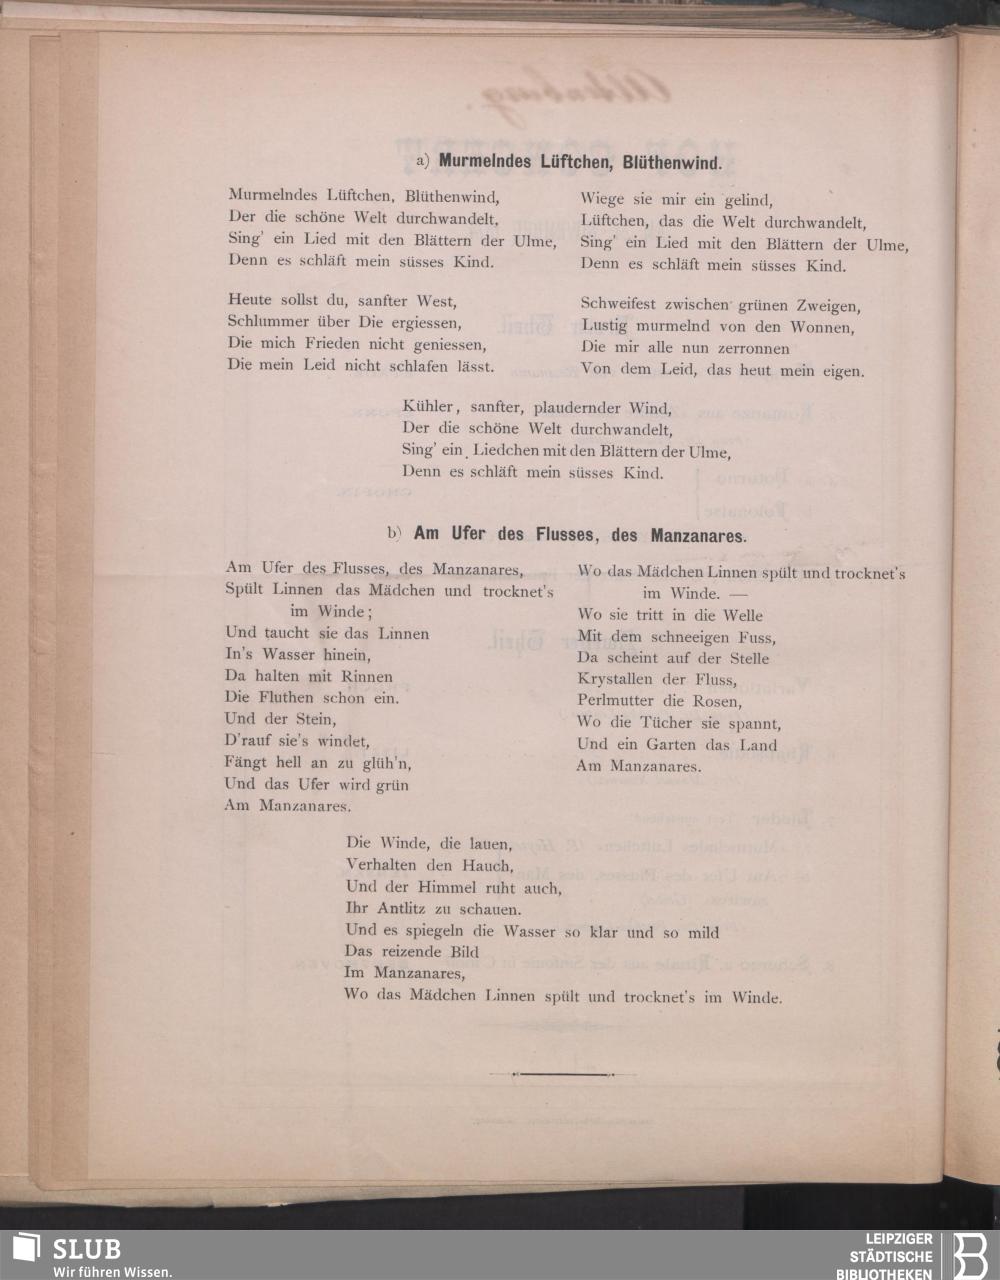 Altenburg.
a) Murmelndes Lüftchen, Blüthenwind.
Murmelndes Lüftchen, Blüthenwind,
Der die schöne Welt durchwandelt,
Sing' ein Lied mit den Blättern der Ulme,
Denn es schläft mein süsses Kind.
Heute sollst du, sanfter West,
Schlummer über Die ergiessen,
Die mich Frieden nicht geniessen,
Die mein Leid nicht schlafen lässt.
Wiege sie mir ein gelind,
Lüftchen, das die Welt durchwandelt,
Sing' ein Lied mit den Blättern der Ulme,
Denn es schläft mein süsses Kind.
Schweifest zwischen grünen Zweigen,
Lustig murmelnd von den Wonnen,
Die mir alle nun zerronnen
Von dem Leid, das heut mein eigen.
Kühler, sanfter, plaudernder Wind,
Der die schöne Welt durchwandelt,
Sing' ein Liedchen mit den Blättern der Ulme,
Denn es schläft mein süsses Kind.
b) Am Ufer des Flusses, des Manzanares.
Am Ufer des Flusses, des Manzanares,
Spült Linnen das Mädchen und trocknet's
im Winde;
Und taucht sie das Linnen
In's Wasser hinein,
Da halten mit Rinnen
Die Fluthen schon ein.
Und der Stein,
D'rauf sie's windet,
Fängt hell an zu glüh'n,
Und das Ufer wird grün
Am Manzanares.
Wo das Mädchen Linnen spült und trocknet's
im Winde. —
Wo sie tritt in die Welle
Mit dem schneeigen Fuss,
Da scheint auf der Stelle
Krystallen der Fluss,
Perlmutter die Rosen,
Wo die Tücher sie spannt,
Und ein Garten das Land
Am Manzanares.
Die Winde, die lauen,
Verhalten den Hauch,
Und der Himmel ruht auch,
Ihr Antlitz zu schauen.
Und es spiegeln die Wasser so klar und so mild
Das reizende Bild
Im Manzanares,
Wo das Mädchen Linnen spült und trocknet's im Winde.
SLUB
Wir führen Wissen.
LEIPZIGER
STÄDTISCHE
BIBLIOTHEKEN